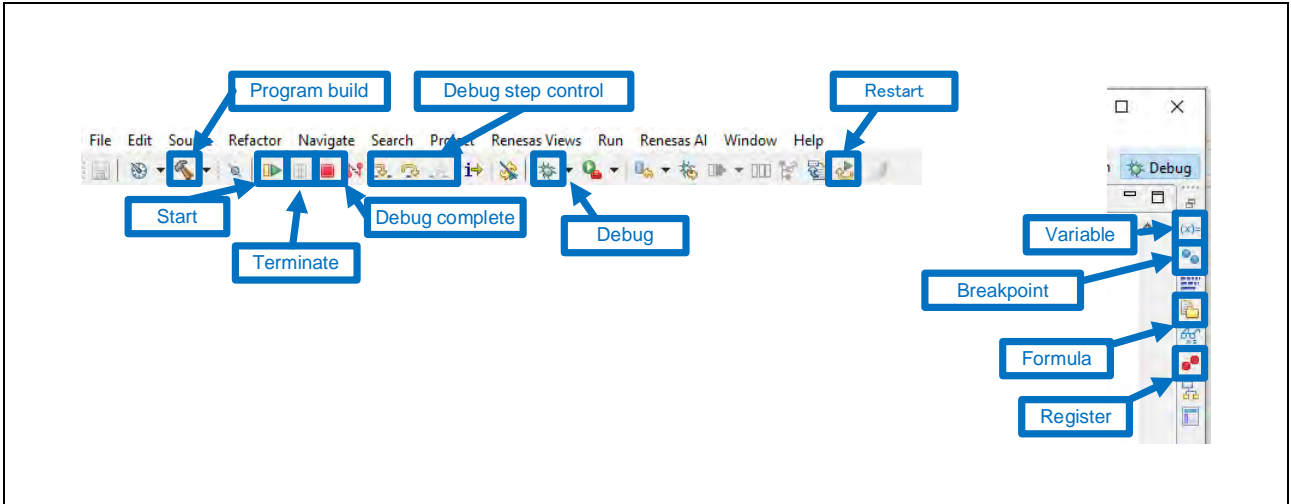 Program build
Debug step control
Restart
File Edit Source Refactor Navigate Search Project Renesas Views Run Renesas AI Window Help
Debug
Start
Debug complete
Debug
Terminate
Variable
(x)=
Breakpoint
Formula
Register